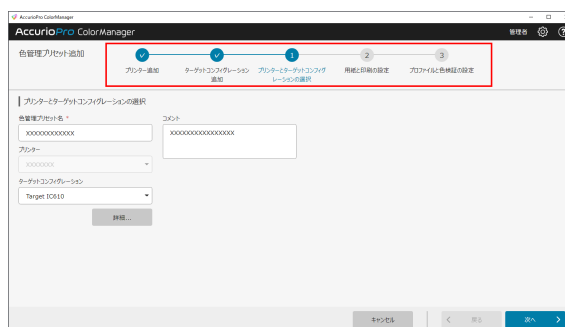 AccurioPro ColorManager
AccurioPro ColorManager
管理者
色管理プリセット追加
1
2
3
プリンター追加
ターゲットコンフィグレーション
追加
プリンターとターゲットコンフィグ
レーションの選択
用紙と印刷の設定
プロファイルと色検証の設定
プリンターとターゲットコンフィグレーションの選択
色管理プリセット名 *
コメント
XXXXXXXXXXXX
XXXXXXXXXXXXXXX
プリンター
XXXXXXX
ターゲットコンフィグレーション
Target IC610
詳細...
キャンセル
戻る
次へ